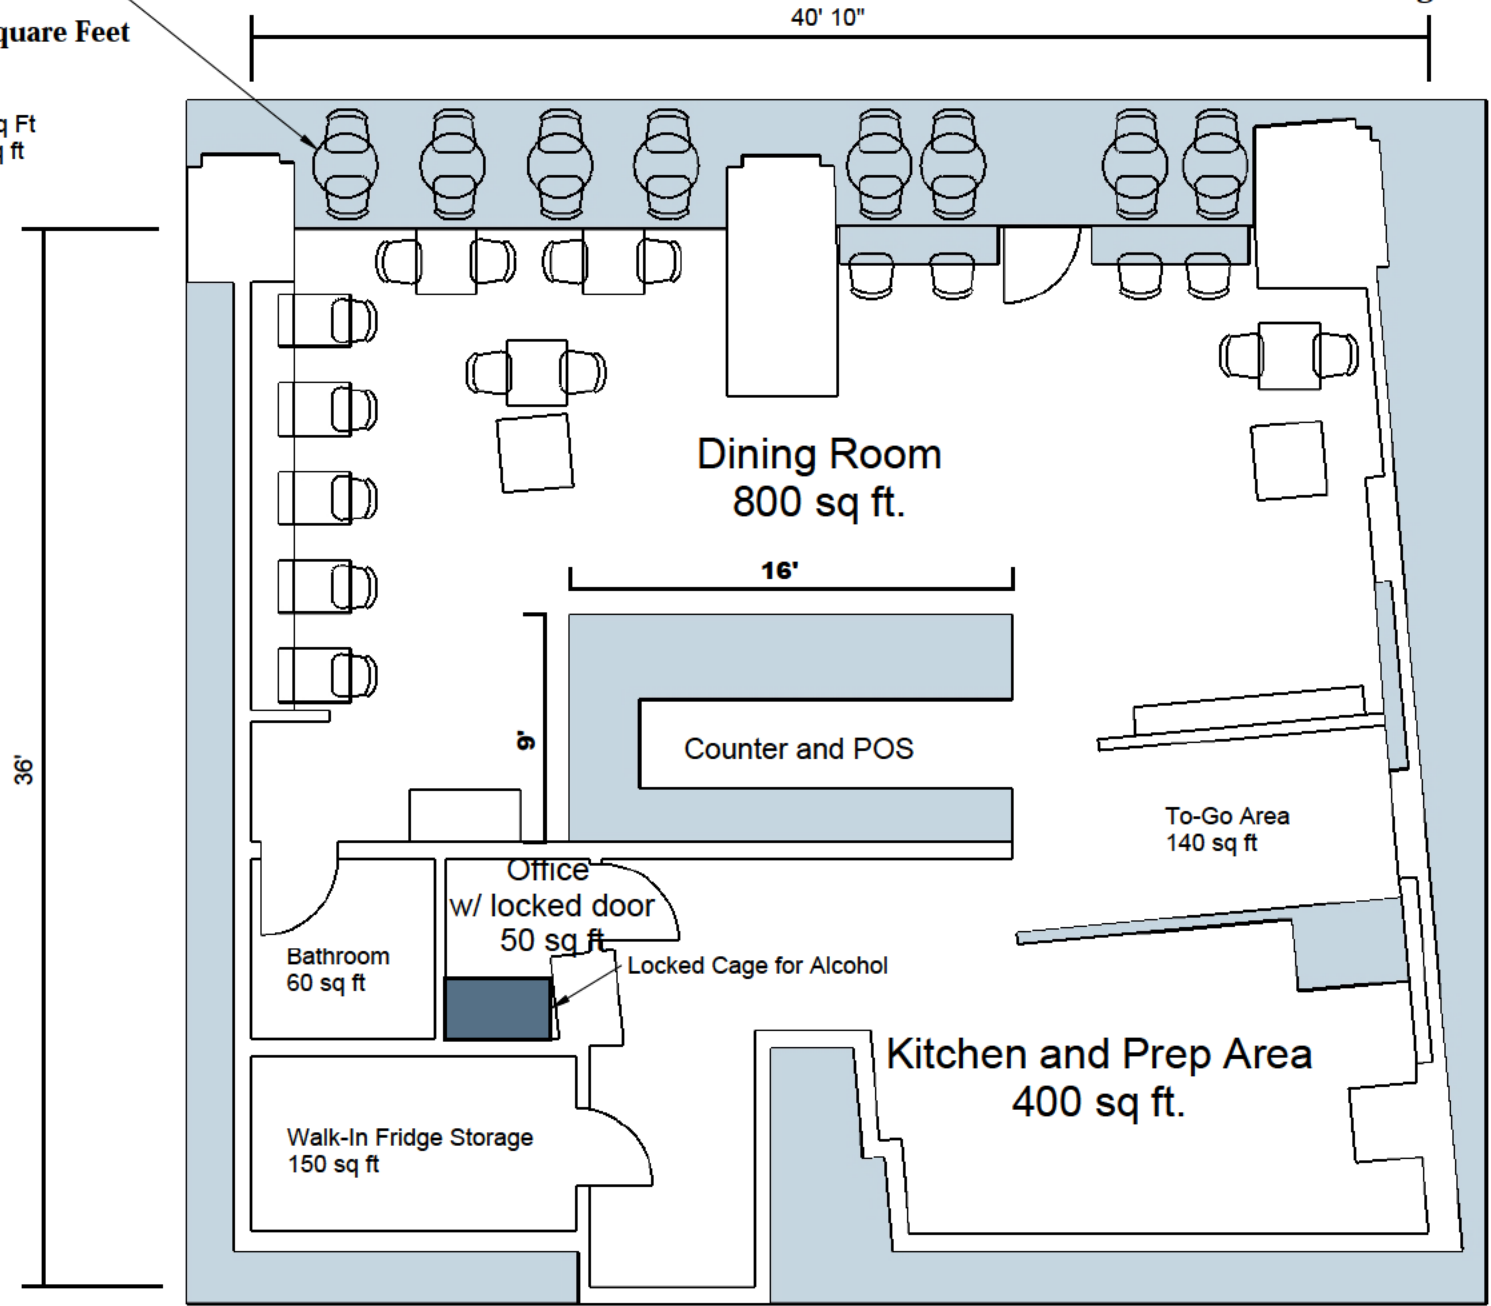 40' 10"
quare Feet
q Ft
q ft
Dining Room
800 sq ft.
16'
9'
36'
Counter and POS
To-Go Area
140 sq ft
Office
w/ locked door
50 sq ft
Locked Cage for Alcohol
Bathroom
60 sq ft
Kitchen and Prep Area
400 sq ft.
Walk-In Fridge Storage
150 sq ft